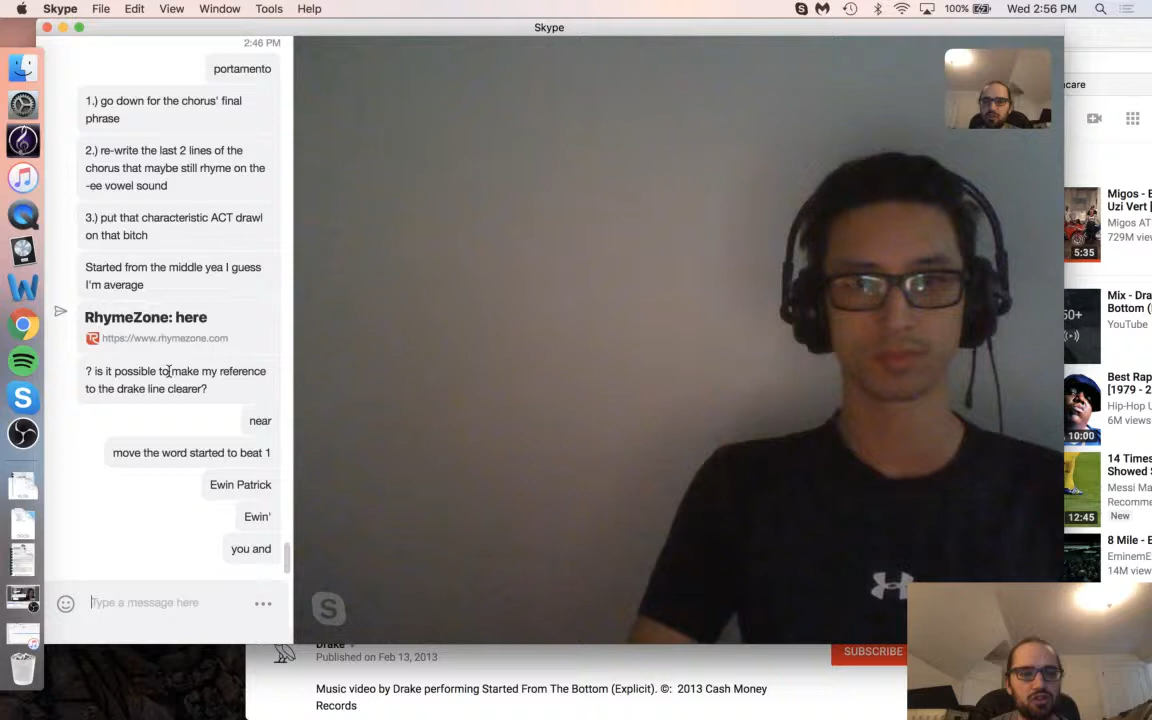 Skype File Edit View Window Tools Help
100% Wed 2:56 PM
Skype
2:46 PM
portamento
1.) go down for the chorus' final
phrase
2.) re-write the last 2 lines of the
chorus that maybe still rhyme on the
-ee vowel sound
3.) put that characteristic ACT drawl
on that bitch
Started from the middle yea I guess
I'm average
RhymeZone: here
https://www.rhymezone.com
? is it possible to make my reference
to the drake line clearer?
near
move the word started to beat 1
Ewin Patrick
Ewin'
you and
Type a message here
care
Migos - B
Uzi Vert [
Migos AT
729M vie
5:35
Mix - Dra
Bottom (
YouTube
50+
Best Rap
[1979 - 2
Hip-Hop U
6M views
10:00
14 Times
Showed S
Messi Ma
Recomme
New
12:45
8 Mile - E
EminemE
14M view
Drake
Published on Feb 13, 2013
SUBSCRIBE
Music video by Drake performing Started From The Bottom (Explicit). ©: 2013 Cash Money
Records